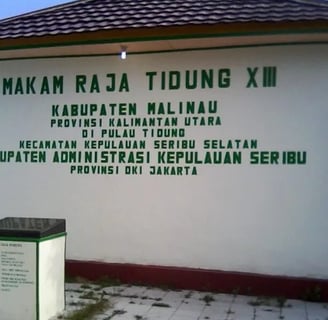 MAKAM RAJA TIDUNG XIII
KABUPATEN MALINAU
PROVINSI KALIMANTAN UTARA
DI PULAU TIDUNG
KECAMATAN KEPULAUAN SERIBU SELATAN
UPATEN ADMINISTRASI KEPULAUAN SERIBU
PROVINSI DKI JAKARTA